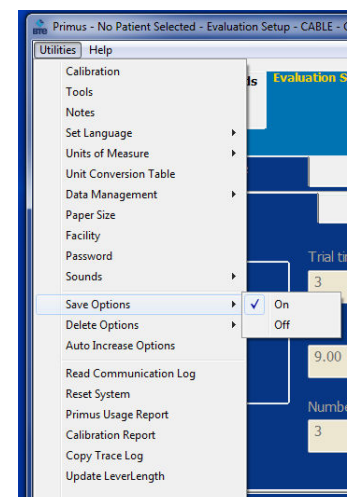 Primus - No Patient Selected - Evaluation Setup - CABLE -
Utilities Help
Calibration
Tools
Notes
Set Language
Units of Measure
Unit Conversion Table
Data Management
Paper Size
Facility
Password
Sounds
Save Options
On
Off
Delete Options
Auto Increase Options
Read Communication Log
Reset System
Primus Usage Report
Calibration Report
Copy Trace Log
Update LeverLength
ds Evaluation S
Trial ti
3
9.00
Numbe
3